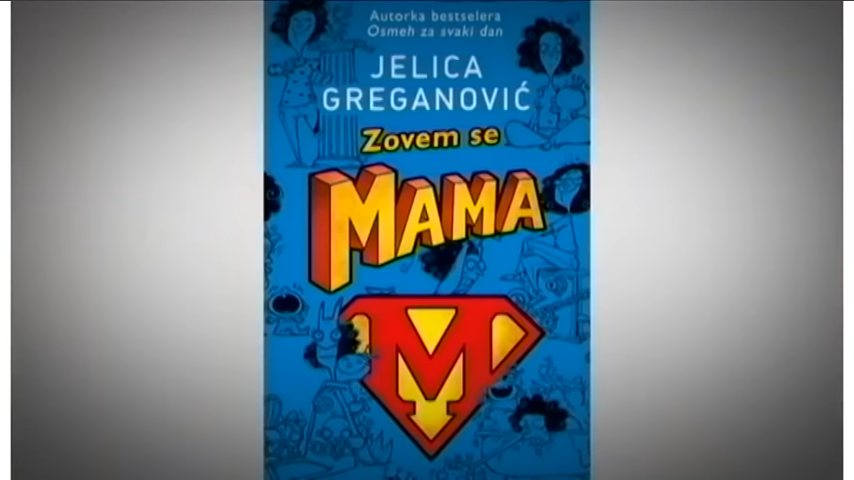 Autorka bestselera
Osmeh za svaki dan
JELICA
GREGANOVIĆ
Zovem se
MAMA
M